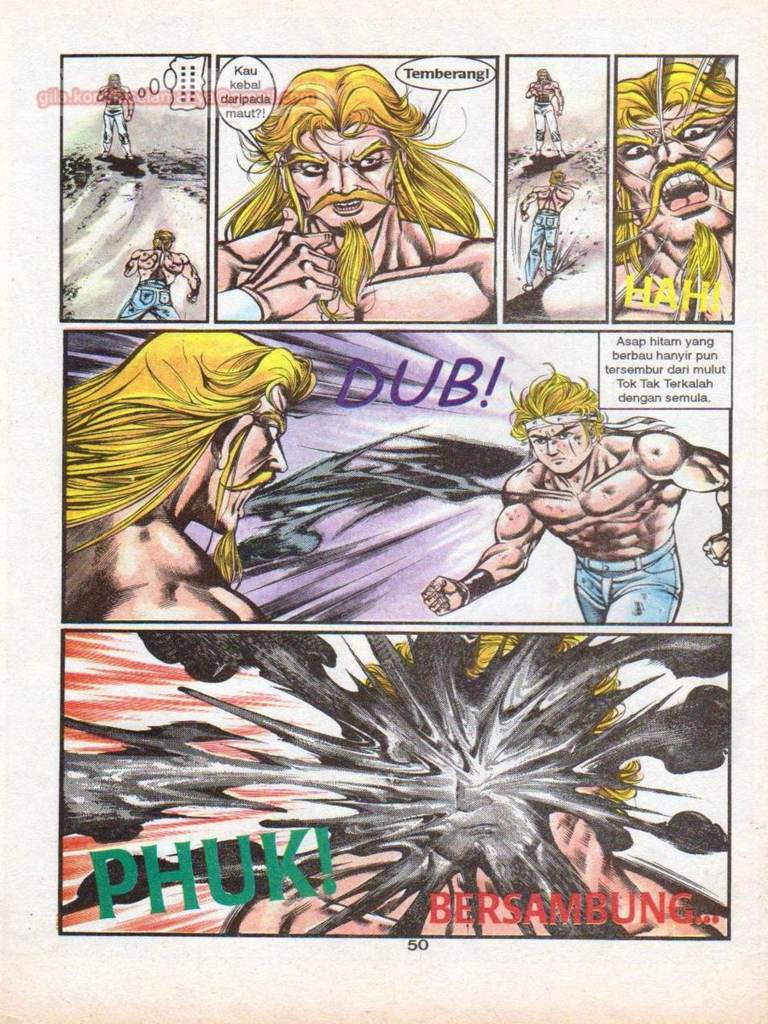 Kau
kebal
daripada
maut?!
Temberang!
HAH!
DUB!
Asap hitam yang
berbau hanyir pun
tersembur dari mulut
Tok Tak Terkalah
dengan semula.
PHUK!
BERSAMBUNG...
50